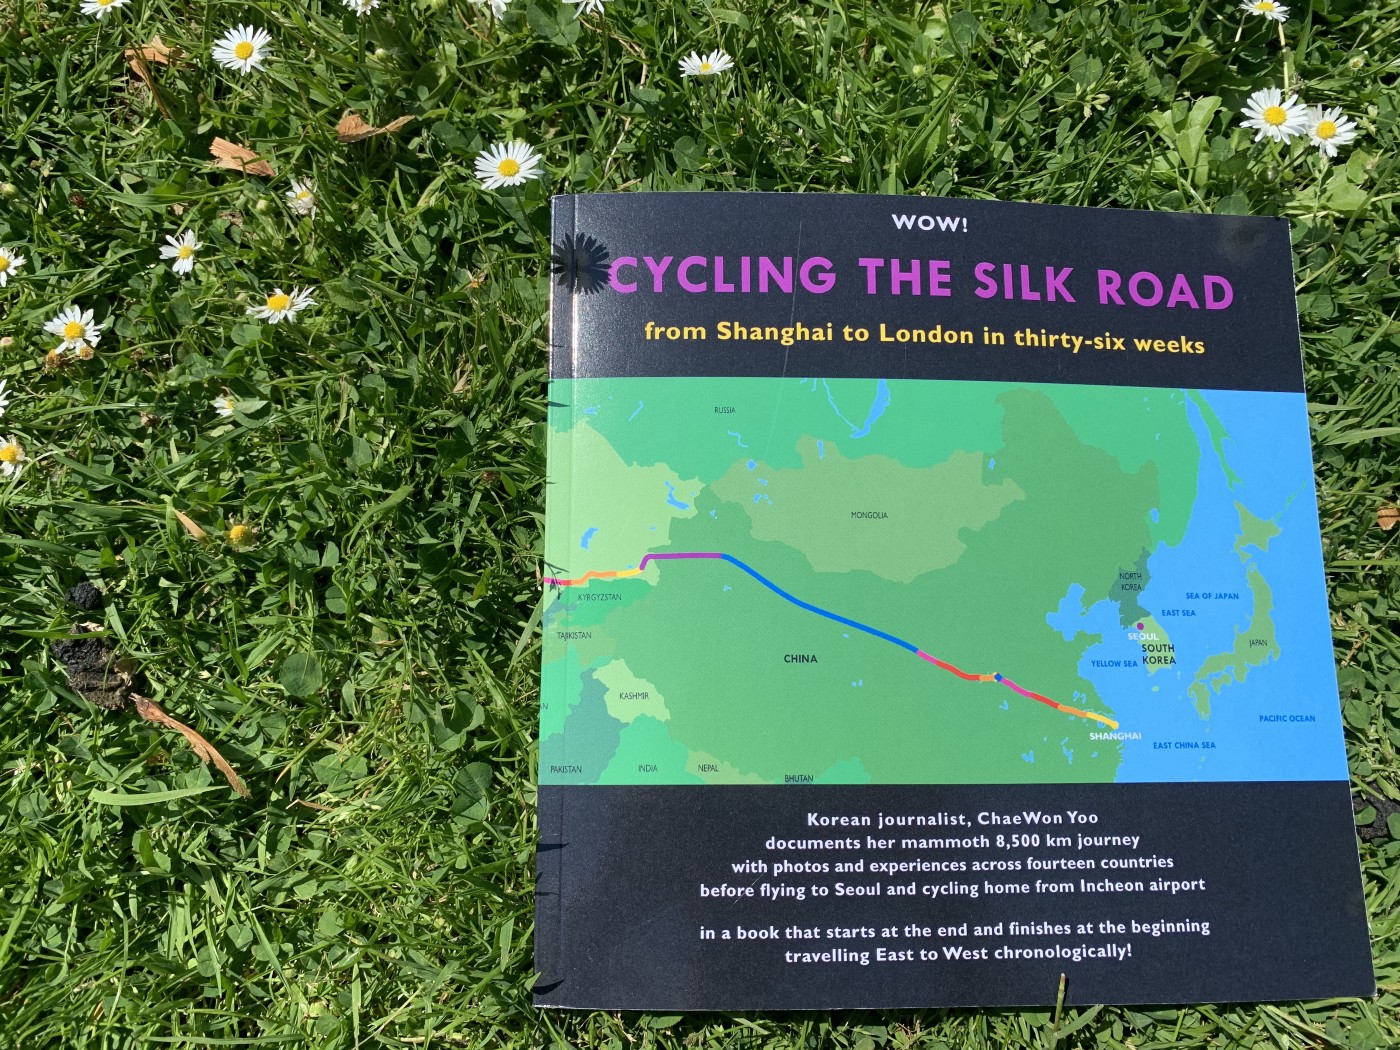 WOW!
CYCLING THE SILK ROAD
from Shanghai to London in thirty-six weeks
RUSSIA
MONGOLIA
NORTH
KOREA
SEA OF JAPAN
EAST SEA
KYRGYZSTAN
SEOUL
TAJIKISTAN
SOUTH
KOREA
JAPAN
CHINA
YELLOW SEA
KASHMIR
PACIFIC OCEAN
SHANGHAI
EAST CHINA SEA
PAKISTAN
INDIA
NEPAL
BHUTAN
Korean journalist, ChaeWon Yoo
documents her mammoth 8,500 km journey
with photos and experiences across fourteen countries
before flying to Seoul and cycling home from Incheon airport
in a book that starts at the end and finishes at the beginning
travelling East to West chronologically!